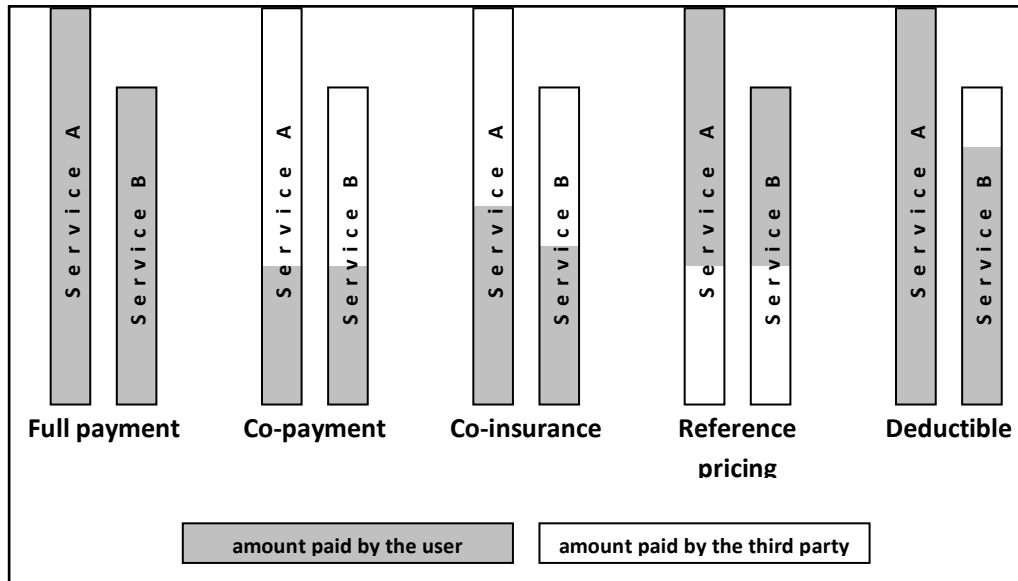 Service A
Service B
Service A
Service B
Service A
Service B
Service A
Service B
Service A
Service B
Full payment
Co-payment
Co-insurance
Reference
pricing
Deductible
amount paid by the user
amount paid by the third party